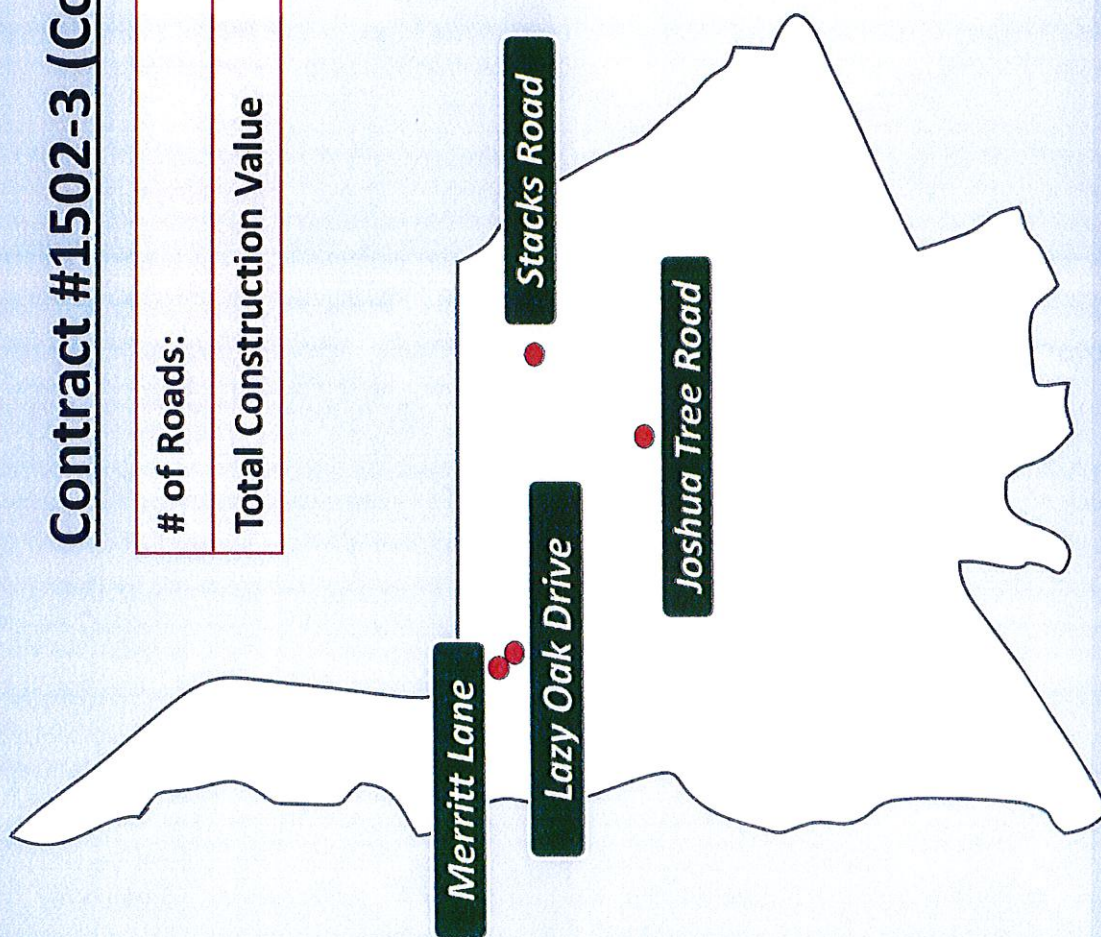 Contract #1502-3 (Co
# of Roads:
Total Construction Value
Merritt Lane
Lazy Oak Drive
Stacks Road
Joshua Tree Road